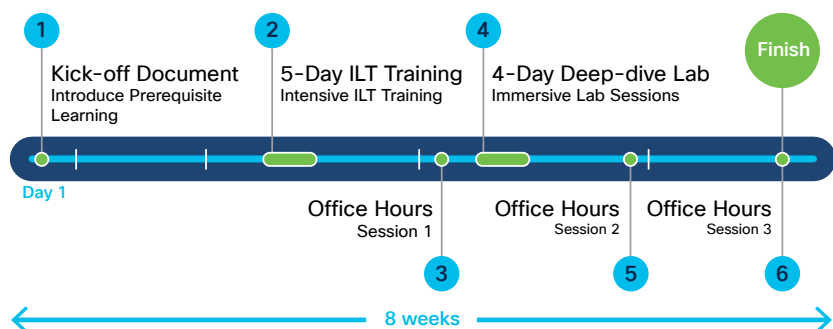 1
2
4
Finish
Kick-off Document
Introduce Prerequisite
Learning
5-Day ILT Training
Intensive ILT Training
4-Day Deep-dive Lab
Immersive Lab Sessions
Day 1
Office Hours
Session 1
Office Hours
Session 2
Office Hours
Session 3
3
5
6
8 weeks